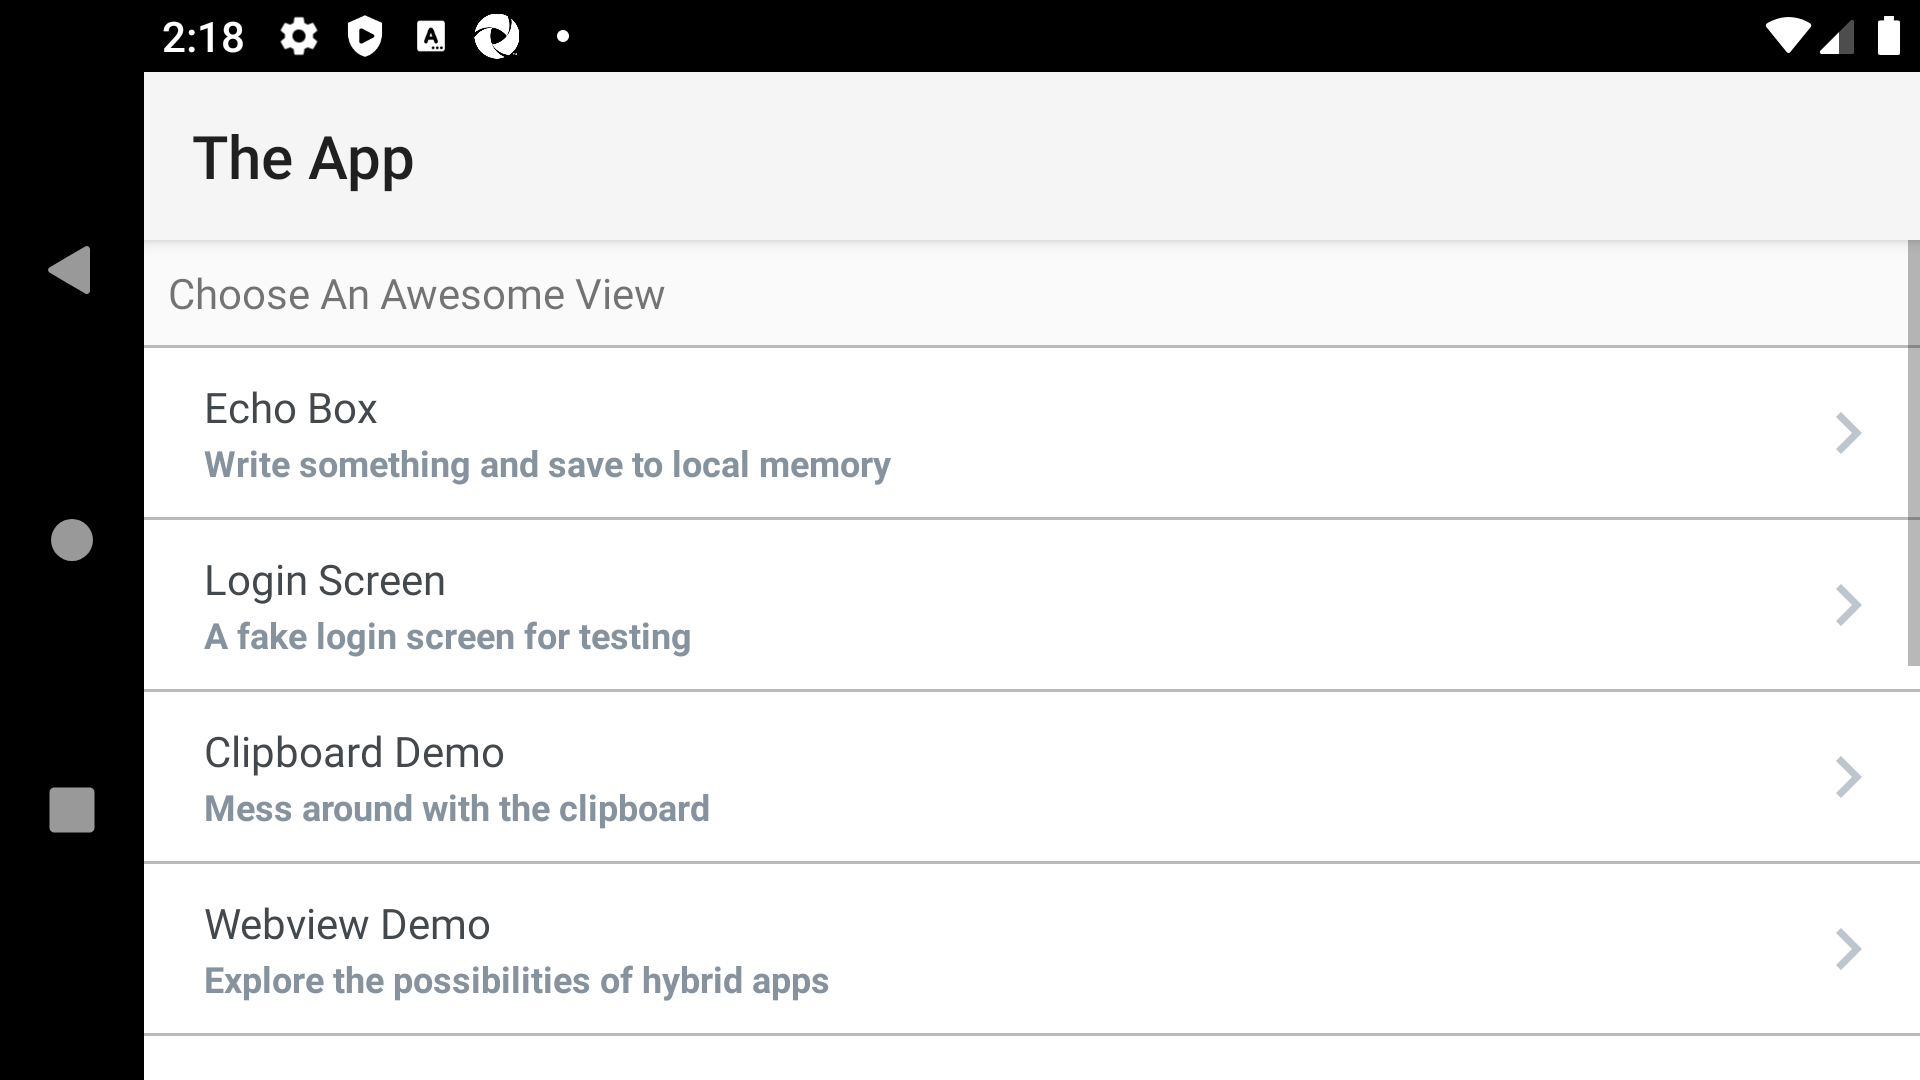 2:18
The App
Choose An Awesome View
Echo Box
Write something and save to local memory
Login Screen
A fake login screen for testing
Clipboard Demo
Mess around with the clipboard
Webview Demo
Explore the possibilities of hybrid apps